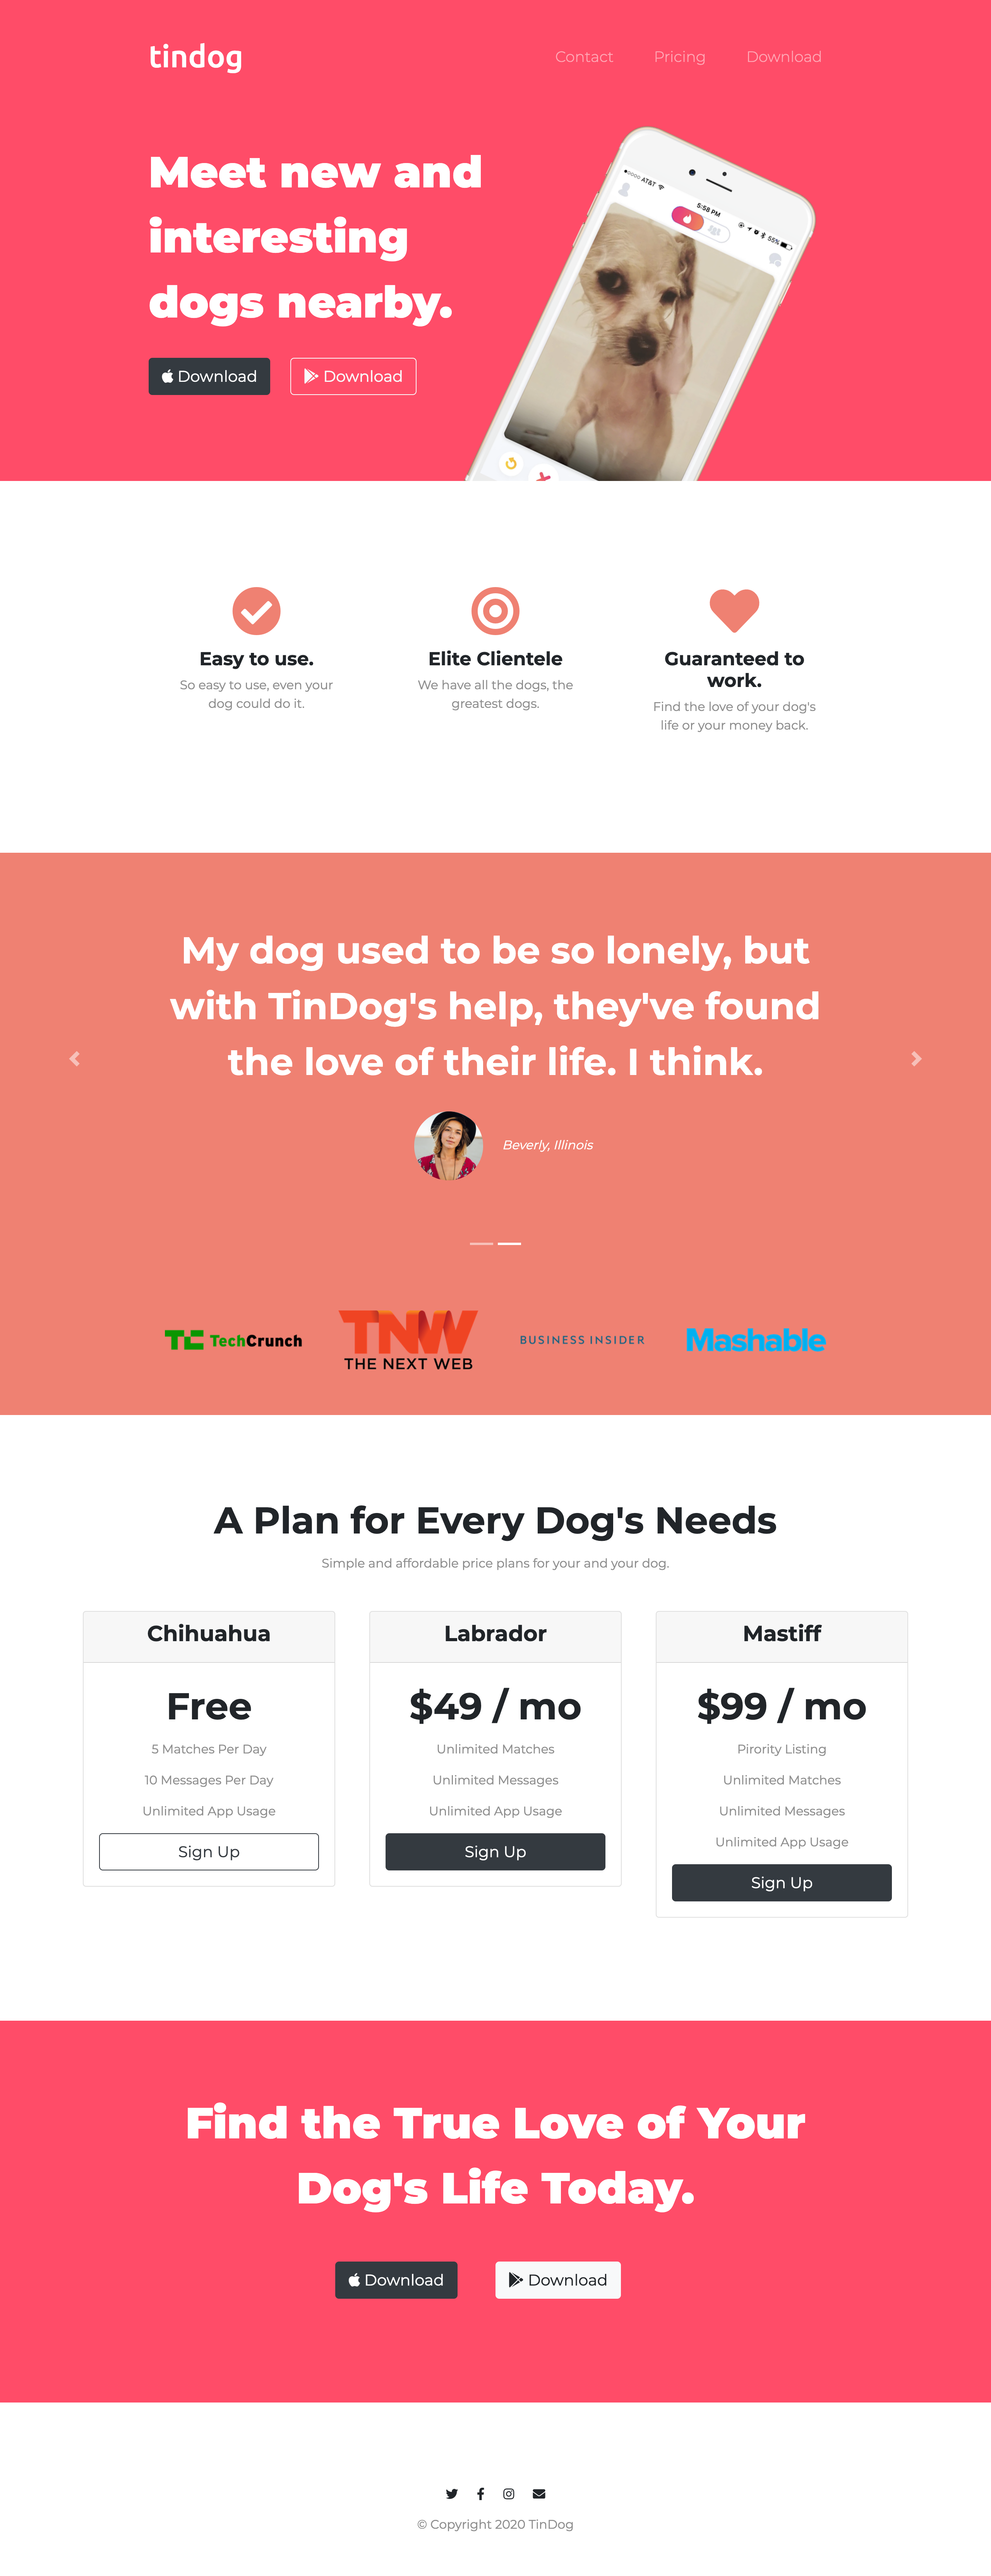 tindog
Contact Pricing Download
Meet new and
interesting
dogs nearby.
Download Download
AT&T
5:58 PM
55%
Easy to use.
So easy to use, even your
dog could do it.
Elite Clientele
We have all the dogs, the
greatest dogs.
Guaranteed to
work.
Find the love of your dog's
life or your money back.
My dog used to be so lonely, but
with TinDog's help, they've found
the love of their life. I think.
Beverly, Illinois
TC TechCrunch
TNW
THE NEXT WEB
BUSINESS INSIDER
Mashable
A Plan for Every Dog's Needs
Simple and affordable price plans for your and your dog.
Chihuahua
Free
5 Matches Per Day
10 Messages Per Day
Unlimited App Usage
Sign Up
Labrador
$49 / mo
Unlimited Matches
Unlimited Messages
Unlimited App Usage
Sign Up
Mastiff
$99 / mo
Pirority Listing
Unlimited Matches
Unlimited Messages
Unlimited App Usage
Sign Up
Find the True Love of Your
Dog's Life Today.
Download Download
© Copyright 2020 TinDog